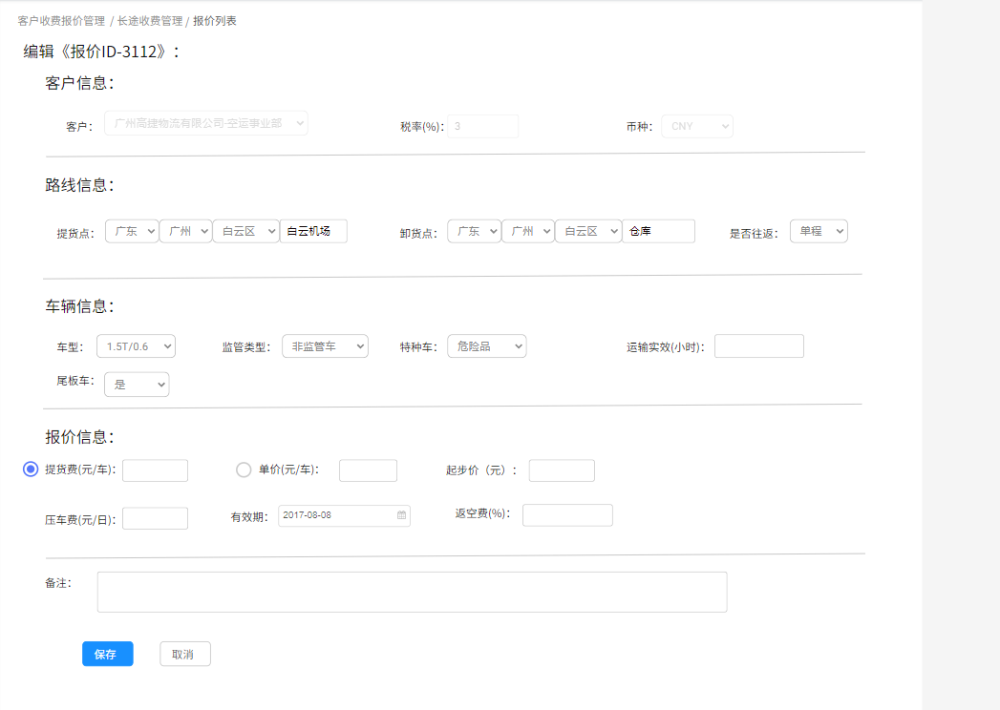 客户收费报价管理 / 长途收费管理 / 报价列表
编辑《报价ID-3112》：
客户信息：
客户： 广州高捷物流有限公司-空运事业部 税率(%)： 3 币种： CNY
路线信息：
提货点： 广东 广州 白云区 白云机场 卸货点： 广东 广州 白云区 仓库 是否往返： 单程
车辆信息：
车型： 1.5T/0.6 监管类型： 非监管车 特种车： 危险品 运输实效(小时)：
尾板车： 是
报价信息：
提货费(元/车)： 单价(元/车)： 起步价（元）：
压车费(元/日)： 有效期： 2017-08-08 返空费(%)：
备注：
保存 取消